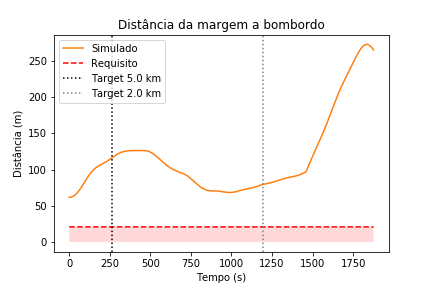 Distância da margem a bombordo
Simulado
Requisito
Target 5.0 km
Target 2.0 km
Distância (m)
250
200
150
100
50
0
0 250 500 750 1000 1250 1500 1750
Tempo (s)